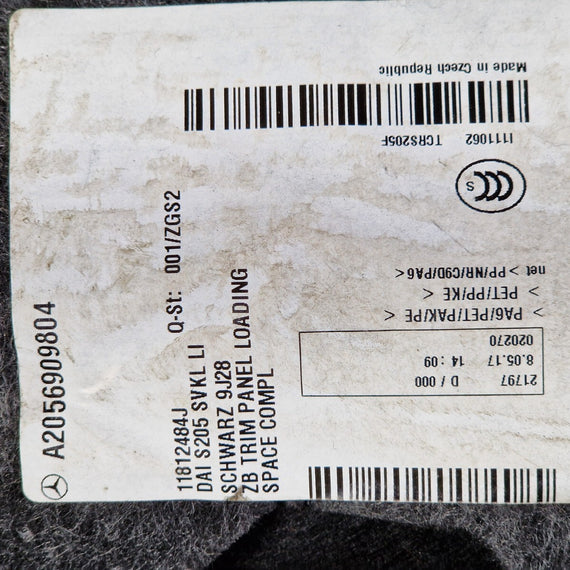 A2056909804
11812484J Q-St: 001/ZGS2
DAI S205 SVKL LI
SCHWARZ 9J28
ZB TRIM PANEL LOADING
SPACE COMPL
21797 D / 000
8.05.17 14 : 09
020270
> PA6/PET/PAK/PE <
> PET/PP/KE <
net > PP/NR/C9D/PA6<
CCC S
I111062 TCRS205F
Made in Czech Republic